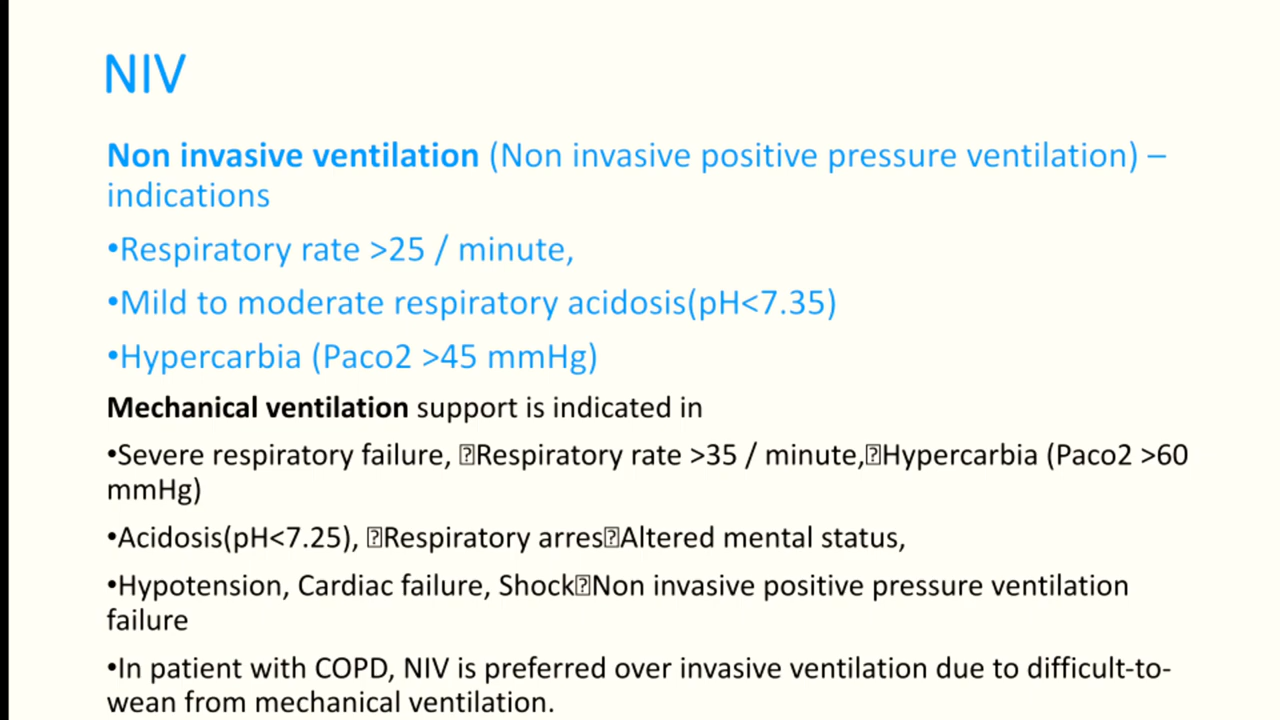 NIV
Non invasive ventilation (Non invasive positive pressure ventilation) –
indications
•Respiratory rate >25 / minute,
•Mild to moderate respiratory acidosis(pH<7.35)
•Hypercarbia (Paco2 >45 mmHg)
Mechanical ventilation support is indicated in
•Severe respiratory failure, ⍰Respiratory rate >35 / minute,⍰Hypercarbia (Paco2 >60
mmHg)
•Acidosis(pH<7.25), ⍰Respiratory arres⍰Altered mental status,
•Hypotension, Cardiac failure, Shock⍰Non invasive positive pressure ventilation
failure
•In patient with COPD, NIV is preferred over invasive ventilation due to difficult-to-
wean from mechanical ventilation.